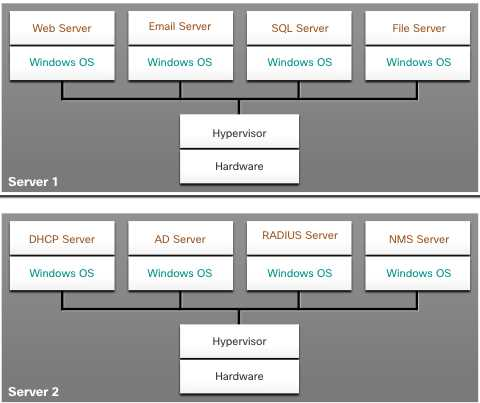 Web Server
Email Server
SQL Server
File Server
Windows OS
Windows OS
Windows OS
Windows OS
Hypervisor
Hardware
Server 1
DHCP Server
AD Server
RADIUS Server
NMS Server
Windows OS
Windows OS
Windows OS
Windows OS
Hypervisor
Hardware
Server 2